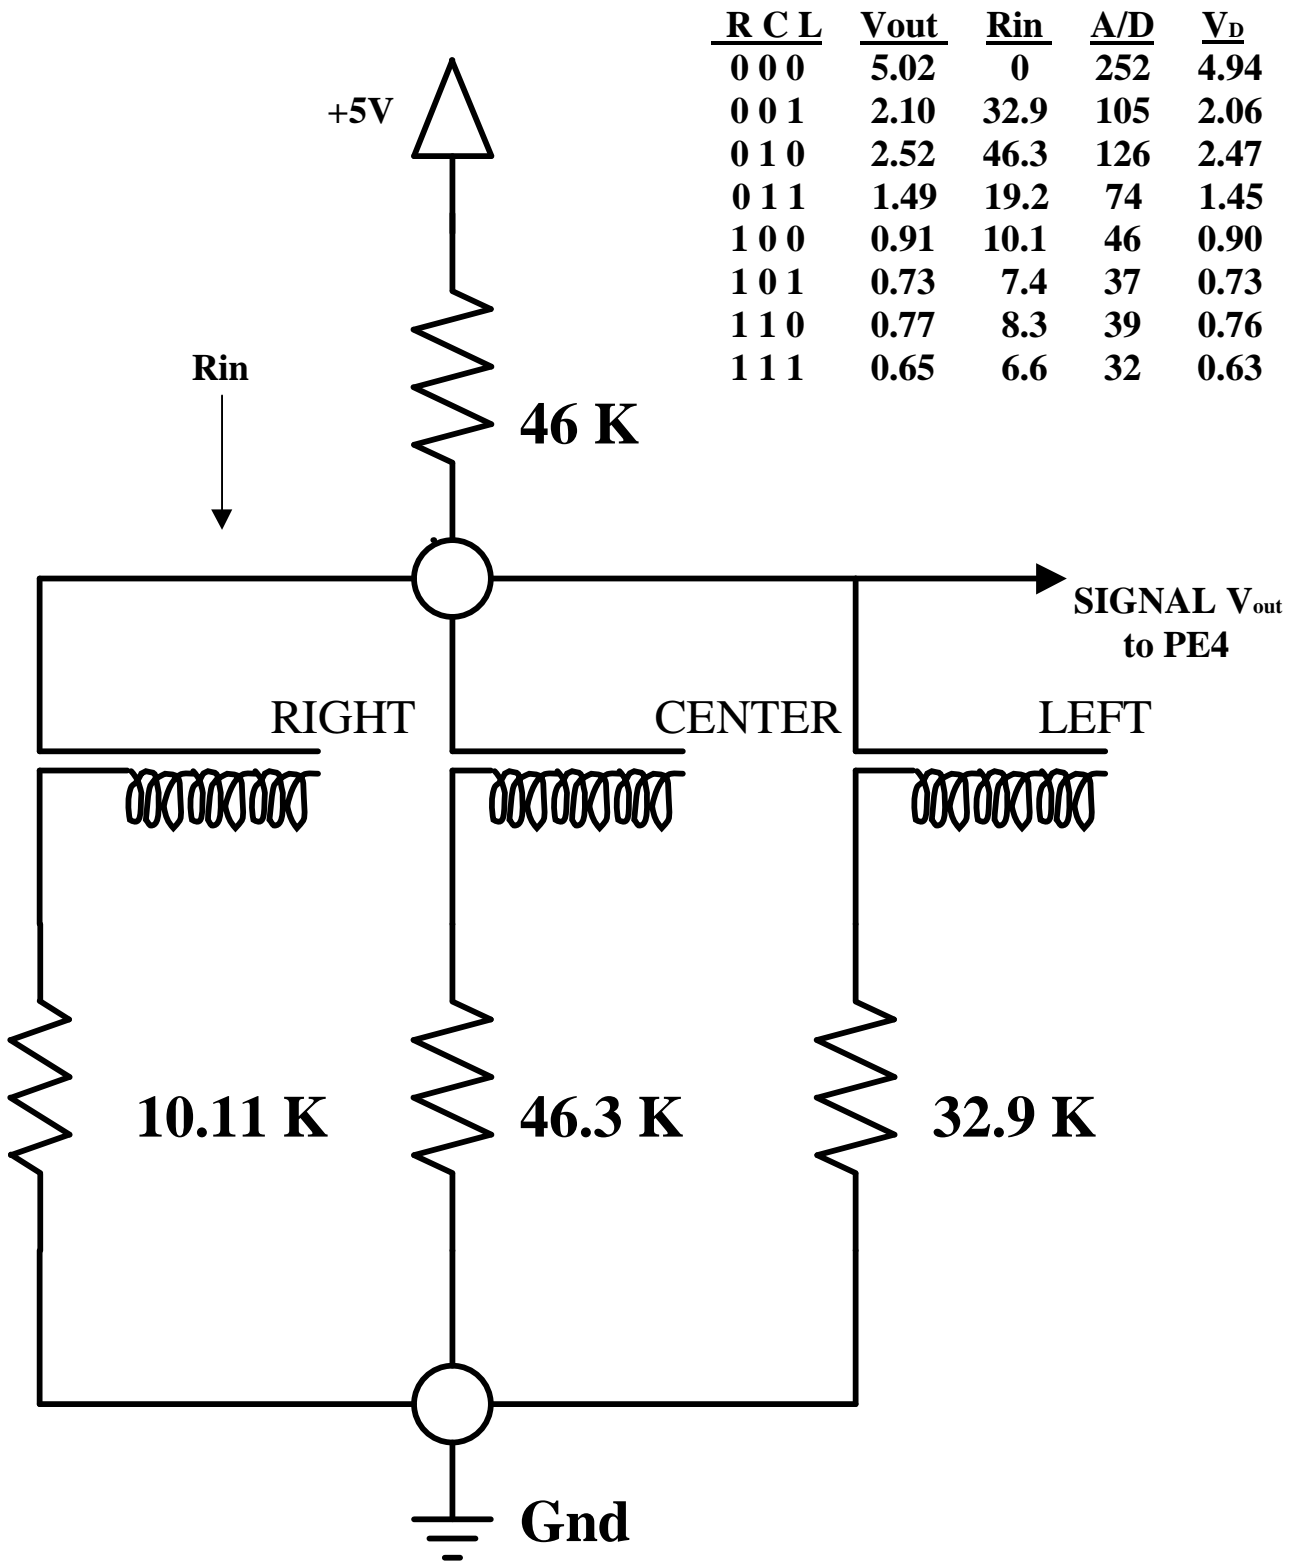 R C L Vout Rin A/D VD
0 0 0 5.02 0 252 4.94
0 0 1 2.10 32.9 105 2.06
0 1 0 2.52 46.3 126 2.47
0 1 1 1.49 19.2 74 1.45
1 0 0 0.91 10.1 46 0.90
1 0 1 0.73 7.4 37 0.73
1 1 0 0.77 8.3 39 0.76
1 1 1 0.65 6.6 32 0.63
+5V
Rin
46 K
SIGNAL Vout
to PE4
RIGHT CENTER LEFT
10.11 K 46.3 K 32.9 K
Gnd